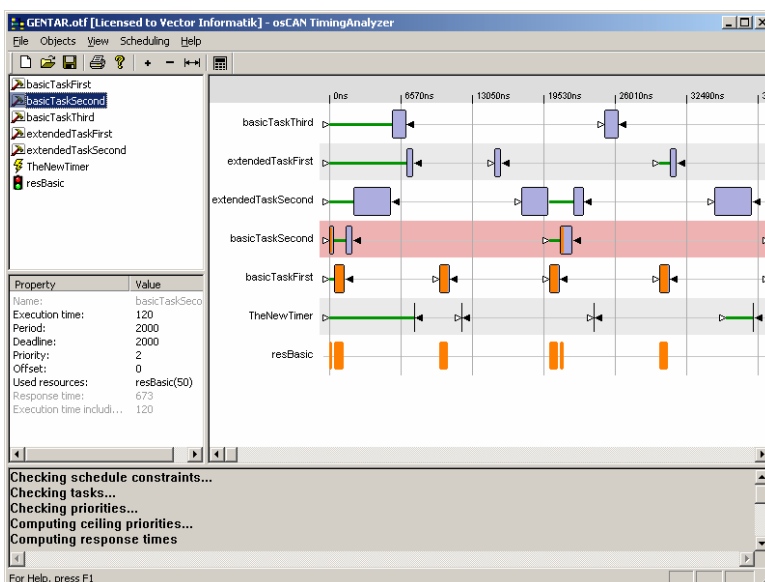 GENTAR.otf [Licensed to Vector Informatik] - osCAN TimingAnalyzer
File Objects View Scheduling Help
basicTaskFirst
basicTaskSecond
basicTaskThird
extendedTaskFirst
extendedTaskSecond
TheNewTimer
resBasic
Property Value
Name: basicTaskSeco
Execution time: 120
Period: 2000
Deadline: 2000
Priority: 2
Offset: 0
Used resources: resBasic(50)
Response time: 673
Execution time includi... 120
0ns 6570ns 13050ns 19530ns 26010ns 32490ns
basicTaskThird
extendedTaskFirst
extendedTaskSecond
basicTaskSecond
basicTaskFirst
TheNewTimer
resBasic
Checking schedule constraints...
Checking tasks...
Checking priorities...
Computing ceiling priorities...
Computing response times
For Help, press F1